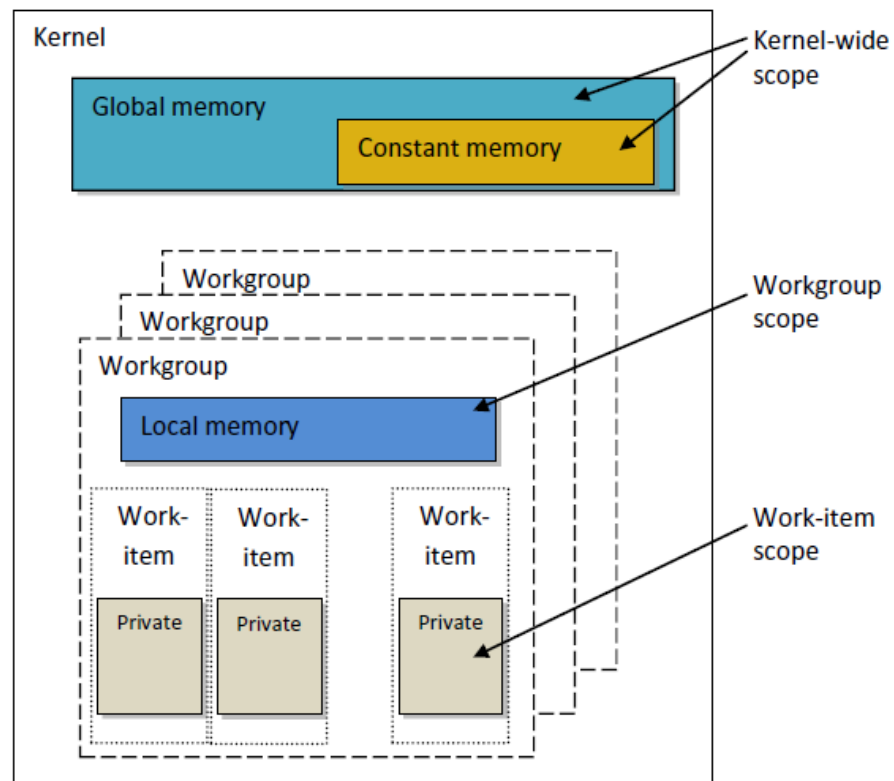 Kernel
Kernel-wide
scope
Global memory
Constant memory
Workgroup
Workgroup
Workgroup
Workgroup
scope
Local memory
Work-
item
Work-
item
Work-
item
Work-item
scope
Private
Private
Private